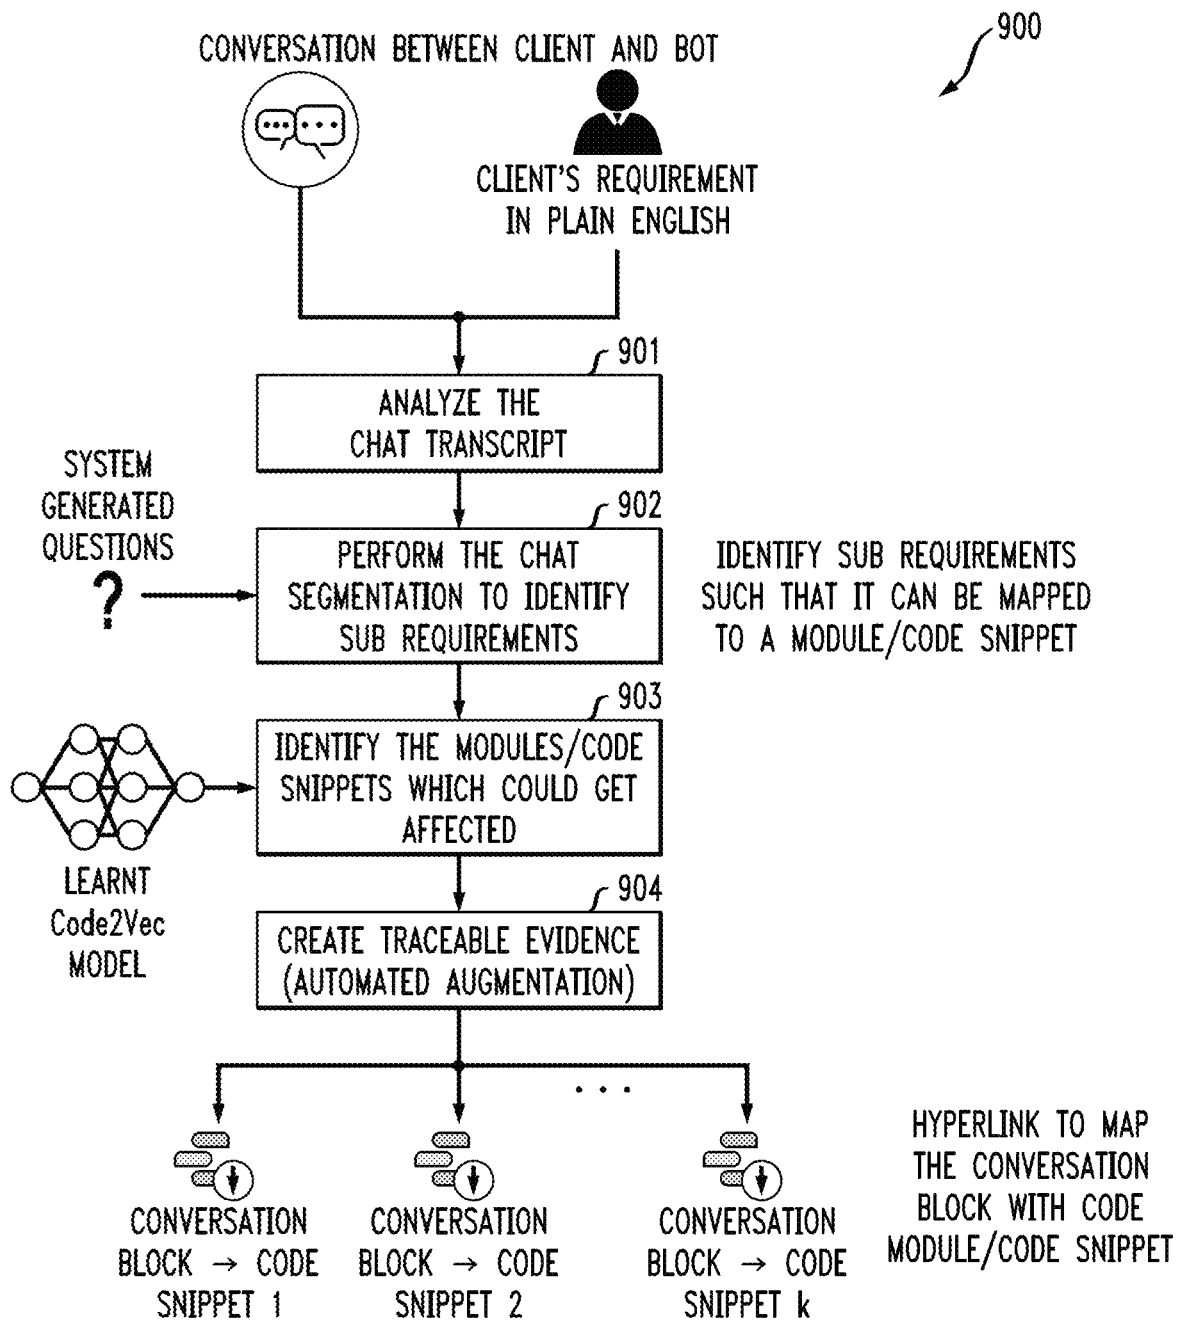 900
CONVERSATION BETWEEN CLIENT AND BOT
CLIENT'S REQUIREMENT
IN PLAIN ENGLISH
901
ANALYZE THE
CHAT TRANSCRIPT
SYSTEM
GENERATED
QUESTIONS
?
902
PERFORM THE CHAT
SEGMENTATION TO IDENTIFY
SUB REQUIREMENTS
IDENTIFY SUB REQUIREMENTS
SUCH THAT IT CAN BE MAPPED
TO A MODULE/CODE SNIPPET
903
IDENTIFY THE MODULES/CODE
SNIPPETS WHICH COULD GET
AFFECTED
LEARNT
Code2Vec
MODEL
904
CREATE TRACEABLE EVIDENCE
(AUTOMATED AUGMENTATION)
. . .
CONVERSATION
BLOCK → CODE
SNIPPET 1
CONVERSATION
BLOCK → CODE
SNIPPET 2
CONVERSATION
BLOCK → CODE
SNIPPET k
HYPERLINK TO MAP
THE CONVERSATION
BLOCK WITH CODE
MODULE/CODE SNIPPET